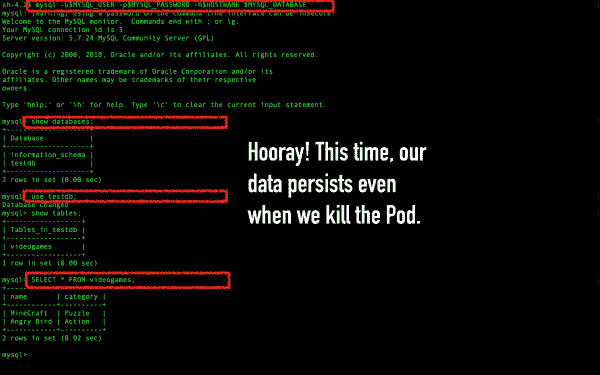 sh-4.2$ mysql -u$MYSQL_USER -p$MYSQL_PASSWORD -h$HOSTNAME $MYSQL_DATABASE
mysql: [Warning] Using a password on the command line interface can be insecure.
Welcome to the MySQL monitor.  Commands end with ; or \g.
Your MySQL connection id is 3
Server version: 5.7.24 MySQL Community Server (GPL)
Copyright (c) 2000, 2018, Oracle and/or its affiliates. All rights reserved.
Oracle is a registered trademark of Oracle Corporation and/or its
affiliates. Other names may be trademarks of their respective
owners.
Type 'help;' or '\h' for help. Type '\c' to clear the current input statement.
mysql> show databases;
+--------------------+
| Database           |
+--------------------+
| information_schema |
| testdb             |
+--------------------+
2 rows in set (0.00 sec)
mysql> use testdb;
Database changed
mysql> show tables;
+------------------+
| Tables_in_testdb |
+------------------+
| videogames       |
+------------------+
1 row in set (0.00 sec)
mysql> SELECT * FROM videogames;
+------------+----------+
| name       | category |
+------------+----------+
| MineCraft  | Puzzle   |
| Angry Bird | Action   |
+------------+----------+
2 rows in set (0.02 sec)
mysql>
Hooray! This time, our
data persists even
when we kill the Pod.